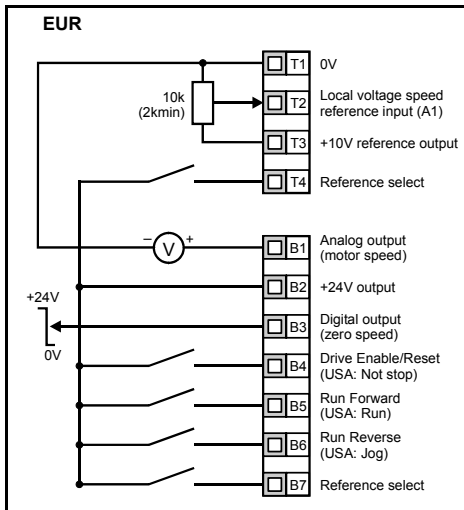 EUR
T1 0V
10k
(2kmin)
T2 Local voltage speed
reference input (A1)
T3 +10V reference output
T4 Reference select
– V +
B1 Analog output
(motor speed)
B2 +24V output
+24V
0V
B3 Digital output
(zero speed)
B4 Drive Enable/Reset
(USA: Not stop)
B5 Run Forward
(USA: Run)
B6 Run Reverse
(USA: Jog)
B7 Reference select